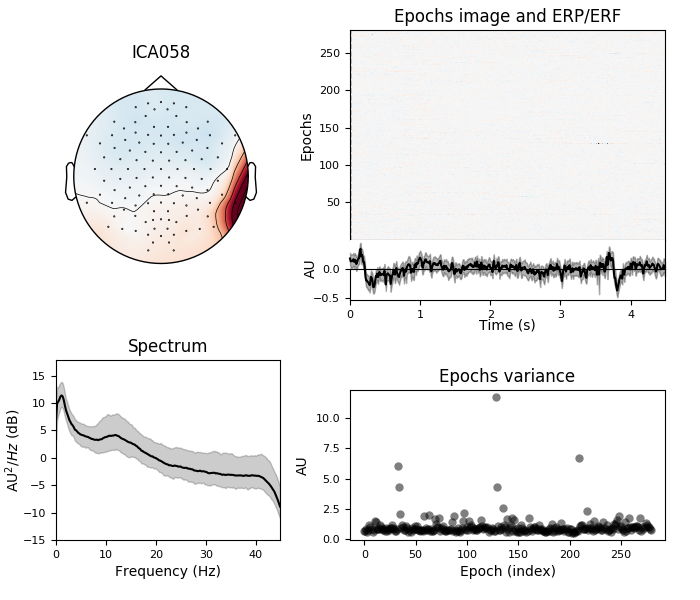 ICA058
Epochs image and ERP/ERF
Epochs
250
200
150
100
50
AU
0.0
−0.5
0 1 2 3 4
Time (s)
Spectrum
AU²/Hz (dB)
15
10
5
0
−5
−10
−15
0 10 20 30 40
Frequency (Hz)
Epochs variance
AU
10.0
7.5
5.0
2.5
0.0
0 50 100 150 200 250
Epoch (index)